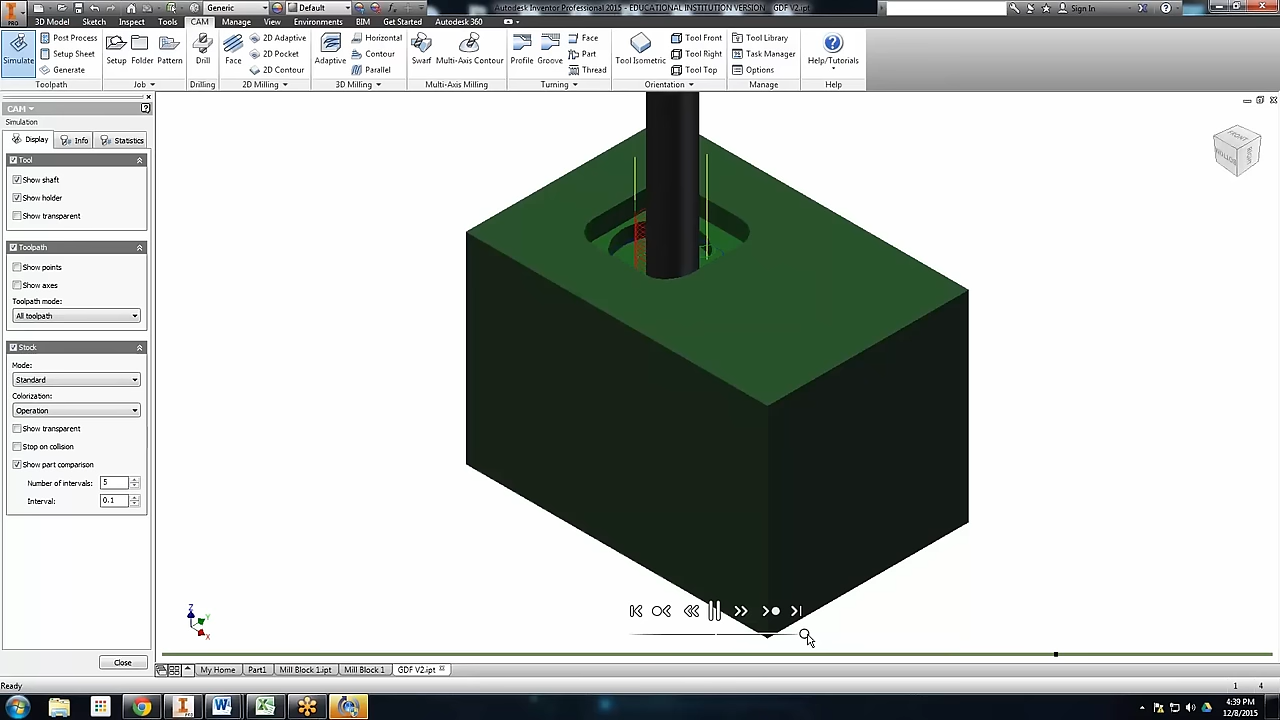 Generic
Default
Autodesk Inventor Professional 2015 - EDUCATIONAL INSTITUTION VERSION GDF V2.ipt
Sign In
PRO
3D Model Sketch Inspect Tools CAM Manage View Environments BIM Get Started Autodesk 360
Simulate
Post Process
Setup Sheet
Generate
Toolpath
Setup Folder Pattern
Job
Drill
Drilling
Face
2D Adaptive
2D Pocket
2D Contour
2D Milling
Adaptive
Horizontal
Contour
Parallel
3D Milling
Swarf Multi-Axis Contour
Multi-Axis Milling
Profile Groove
Face
Part
Thread
Turning
Tool Isometric
Tool Front
Tool Right
Tool Top
Orientation
Tool Library
Task Manager
Options
Manage
Help/Tutorials
Help
CAM
Simulation
Display Info Statistics
Tool
Show shaft
Show holder
Show transparent
Toolpath
Show points
Show axes
Toolpath mode:
All toolpath
Stock
Mode:
Standard
Colorization:
Operation
Show transparent
Stop on collision
Show part comparison
Number of intervals: 5
Interval: 0.1
Close
FRONT
RIGHT
BOTTOM
Z
Y
X
My Home Part1 Mill Block 1.ipt Mill Block 1 GDF V2.ipt
Ready
1 4
4:39 PM
12/8/2015